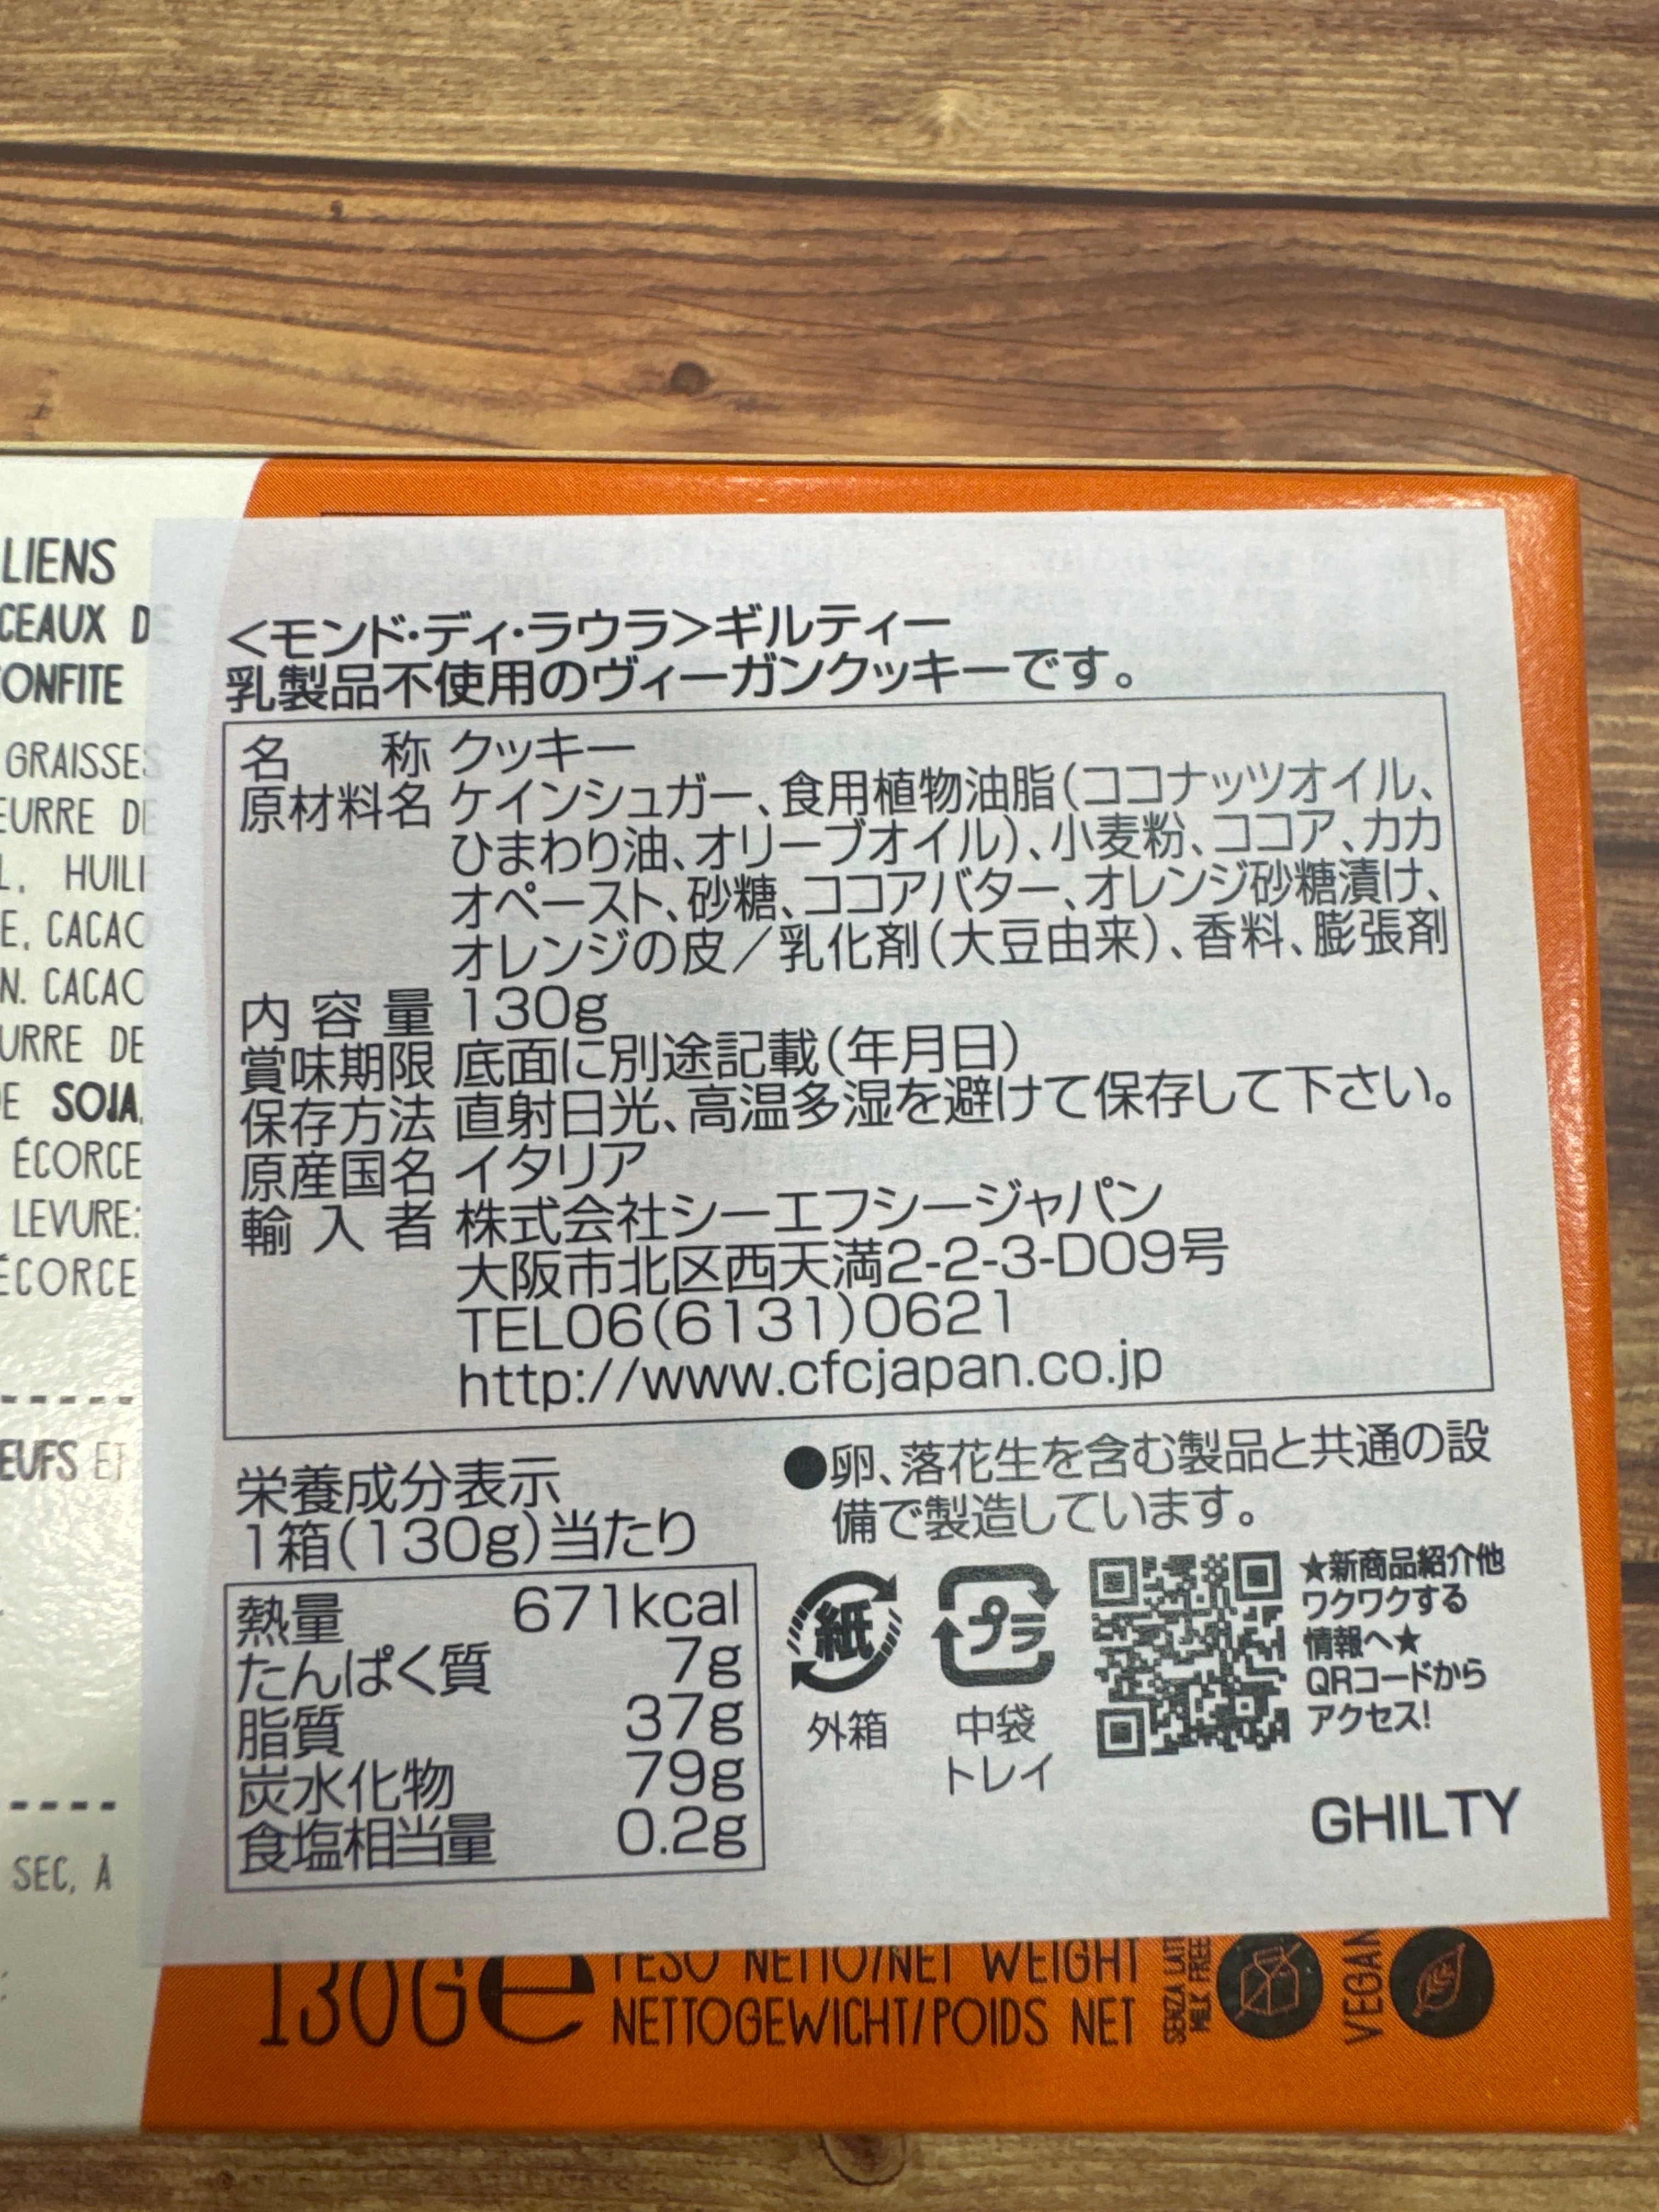 LIENS
CEAUX D
ONFITE
GRAISSES
EURRE DE
L, HUILI
E, CACAO
N. CACAO
URRE DE
DE SOJA,
ÉCORCE
LEVURE:
ÉCORCE
EUFS ET
SEC, À
<モンド・ディ・ラウラ>ギルティー
乳製品不使用のヴィーガンクッキーです。
名 称 クッキー
原材料名 ケインシュガー、食用植物油脂(ココナッツオイル、
ひまわり油、オリーブオイル)、小麦粉、ココア、カカ
オペースト、砂糖、ココアバター、オレンジ砂糖漬け、
オレンジの皮/乳化剤(大豆由来)、香料、膨張剤
内容量 130g
賞味期限 底面に別途記載(年月日)
保存方法 直射日光、高温多湿を避けて保存して下さい。
原産国名 イタリア
輸入者 株式会社シーエフシージャパン
大阪市北区西天満2-2-3-D09号
TEL06(6131)0621
http://www.cfcjapan.co.jp
栄養成分表示
1箱(130g)当たり
熱量 671kcal
たんぱく質 7g
脂質 37g
炭水化物 79g
食塩相当量 0.2g
●卵、落花生を含む製品と共通の設
備で製造しています。
紙
外箱
プラ
中袋
トレイ
★新商品紹介他
ワクワクする
情報へ★
QRコードから
アクセス!
GHILTY
130G e
PESO NETTO/NET WEIGHT
NETTOGEWICHT/POIDS NET
SENZA LATTE
MILK FREE
VEGAN